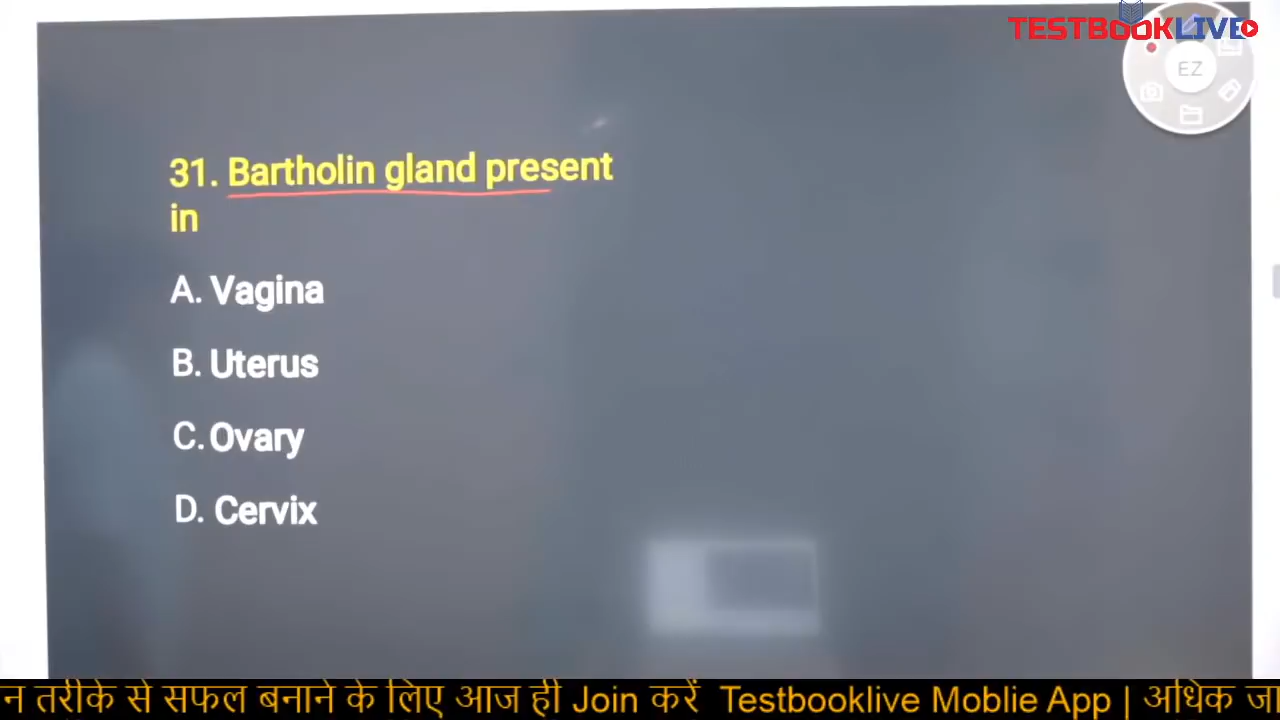 TESTBOOKLIVE
EZ
31. Bartholin gland present
in
A. Vagina
B. Uterus
C. Ovary
D. Cervix
न तरीके से सफल बनाने के लिए आज ही Join करें Testbooklive Moblie App | अधिक जा